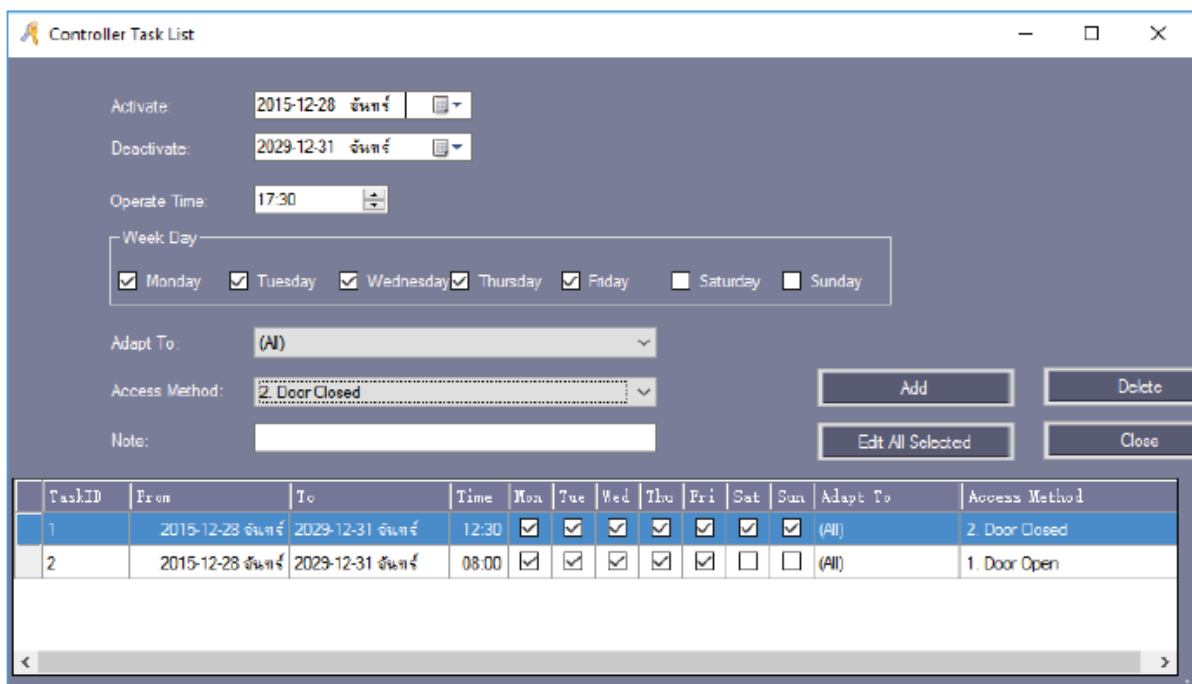 Controller Task List
Activate: 2015-12-28 จันทร์
Deactivate: 2029-12-31 จันทร์
Operate Time: 17:30
Week Day
Monday Tuesday Wednesday Thursday Friday Saturday Sunday
Adapt To: (All)
Access Method: 2. Door Closed Add Delete
Note: Edit All Selected Close
TaskID From To Time Mon Tue Wed Thu Fri Sat Sun Adapt To Access Method
1 2015-12-28 จันทร์ 2029-12-31 จันทร์ 12:30 (All) 2. Door Closed
2 2015-12-28 จันทร์ 2029-12-31 จันทร์ 08:00 (All) 1. Door Open